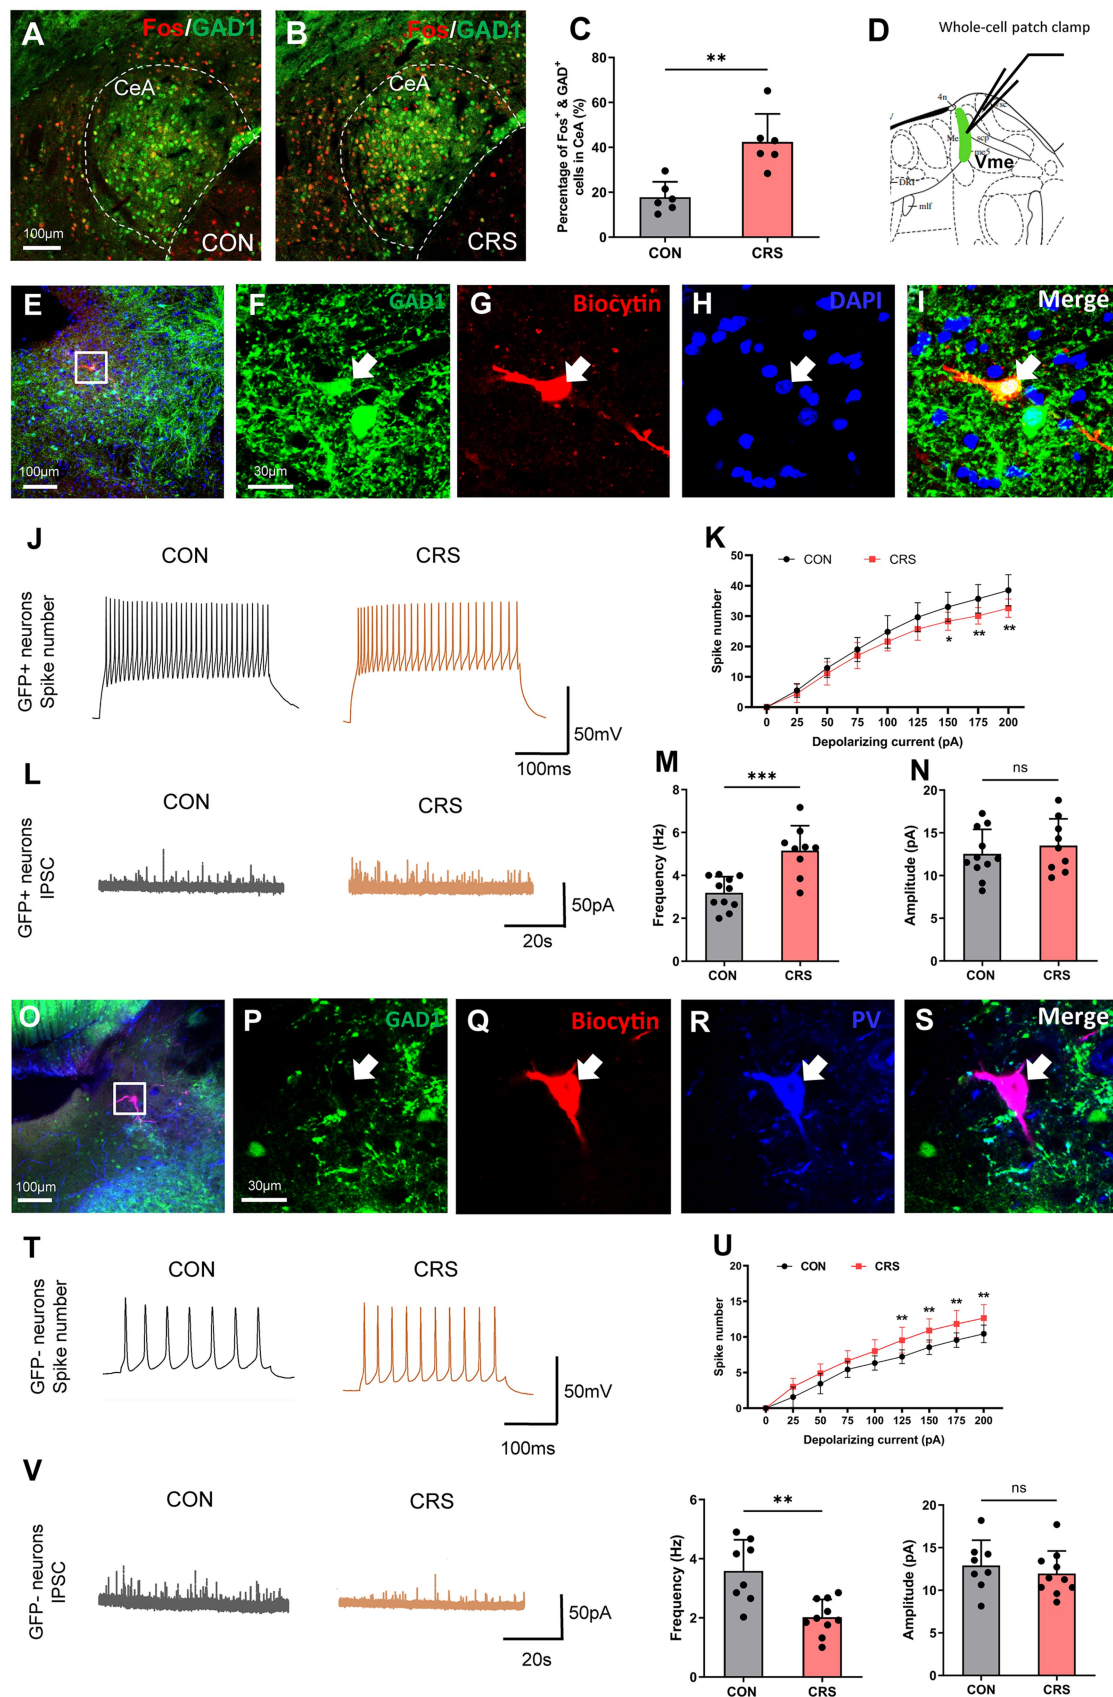 A
Fos/GAD1
CeA
100μm
CON
B
Fos/GAD1
CeA
CRS
C
**
Percentage of Fos+ & GAD+
cells in CeA (%)
80
60
40
20
0
CON
CRS
D
Whole-cell patch clamp
4n
scp
me5
Vme
DRI
mlf
E
100μm
F
GAD1
30μm
G
Biocytin
H
DAPI
I
Merge
J
CON
CRS
GFP+ neurons
Spike number
50mV
100ms
K
CON
CRS
Spike number
50
40
30
20
10
0
* ** **
0 25 50 75 100 125 150 175 200
Depolarizing current (pA)
L
CON
CRS
GFP+ neurons
IPSC
50pA
20s
M
***
Frequency (Hz)
8
6
4
2
0
CON
CRS
N
ns
Amplitude (pA)
20
15
10
5
0
CON
CRS
O
100μm
P
GAD1
30μm
Q
Biocytin
R
PV
S
Merge
T
CON
CRS
GFP- neurons
Spike number
50mV
100ms
U
CON
CRS
Spike number
20
15
10
5
0
** ** ** **
0 25 50 75 100 125 150 175 200
Depolarizing current (pA)
V
CON
CRS
GFP- neurons
IPSC
50pA
20s
**
Frequency (Hz)
6
4
2
0
CON
CRS
ns
Amplitude (pA)
20
15
10
5
0
CON
CRS